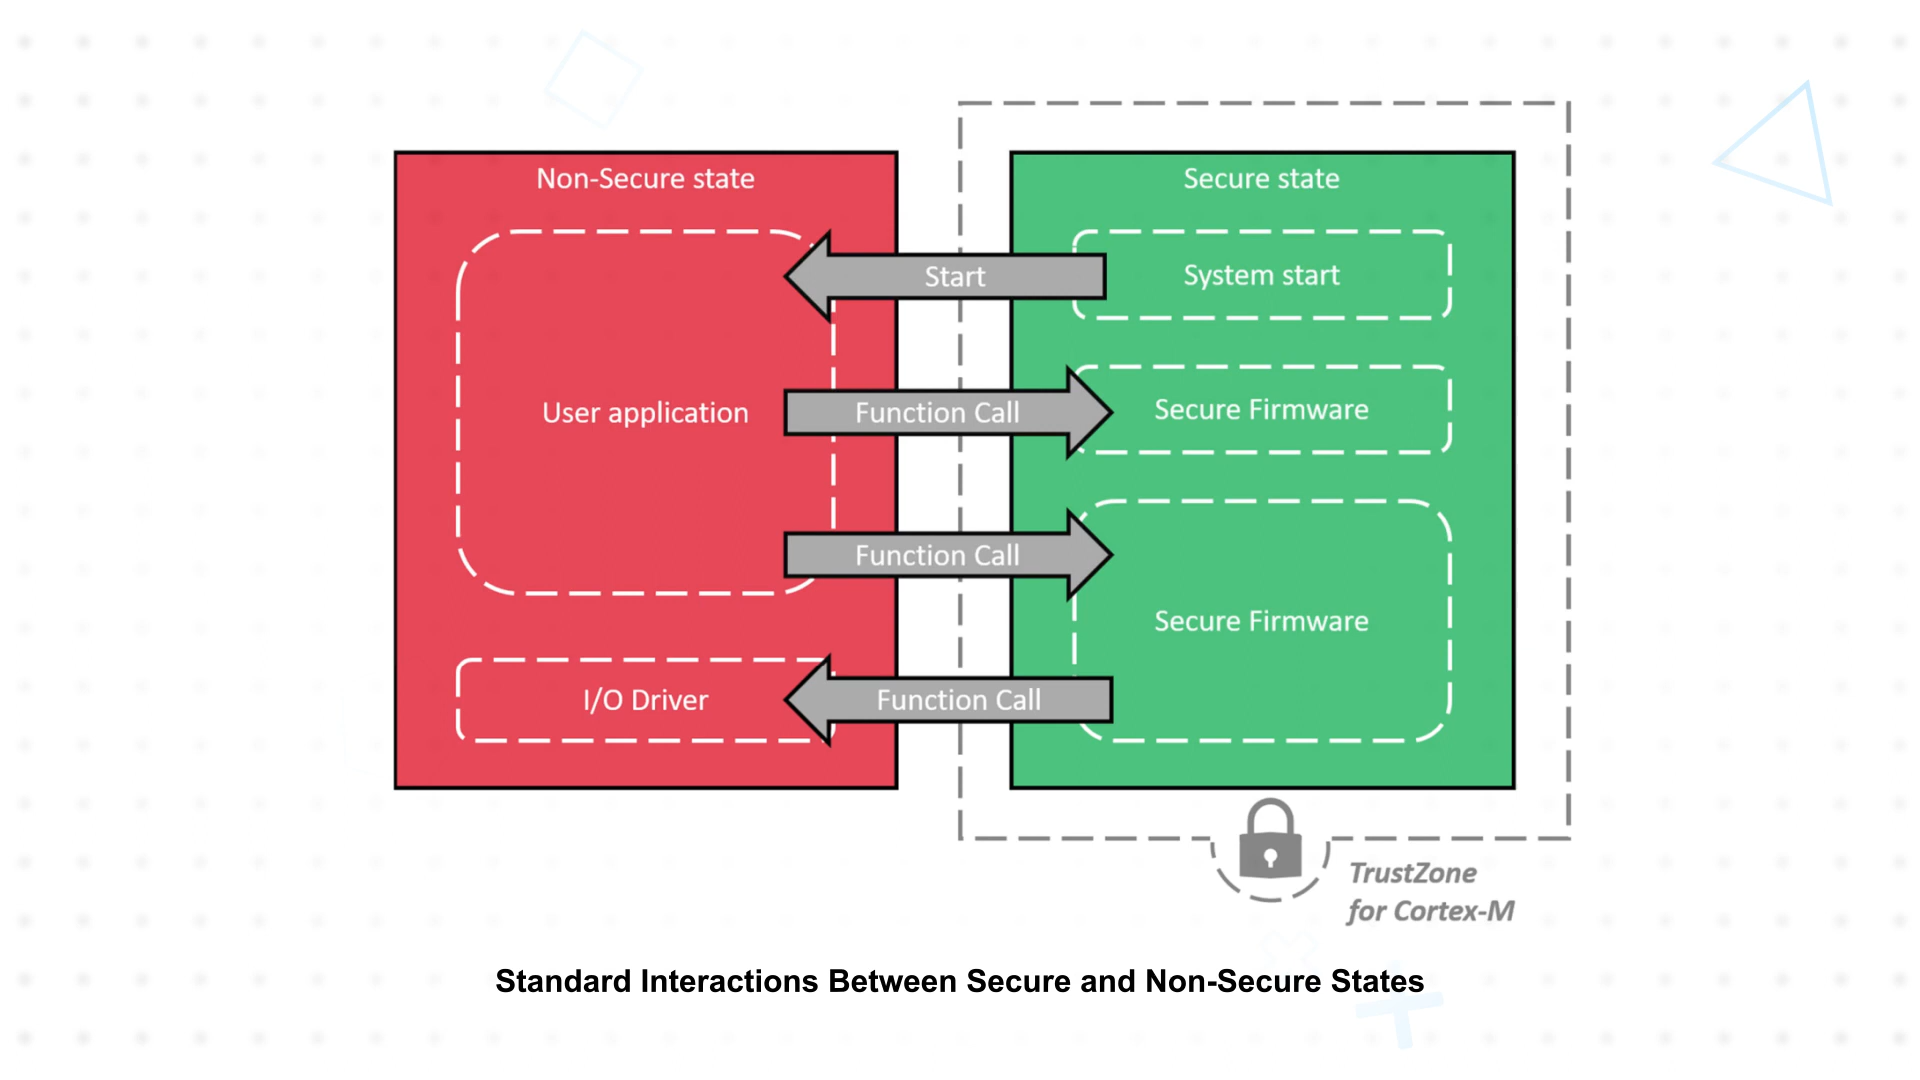 Non-Secure state
Secure state
Start
System start
User application
Function Call
Secure Firmware
Function Call
Secure Firmware
I/O Driver
Function Call
TrustZone
for Cortex-M
Standard Interactions Between Secure and Non-Secure States